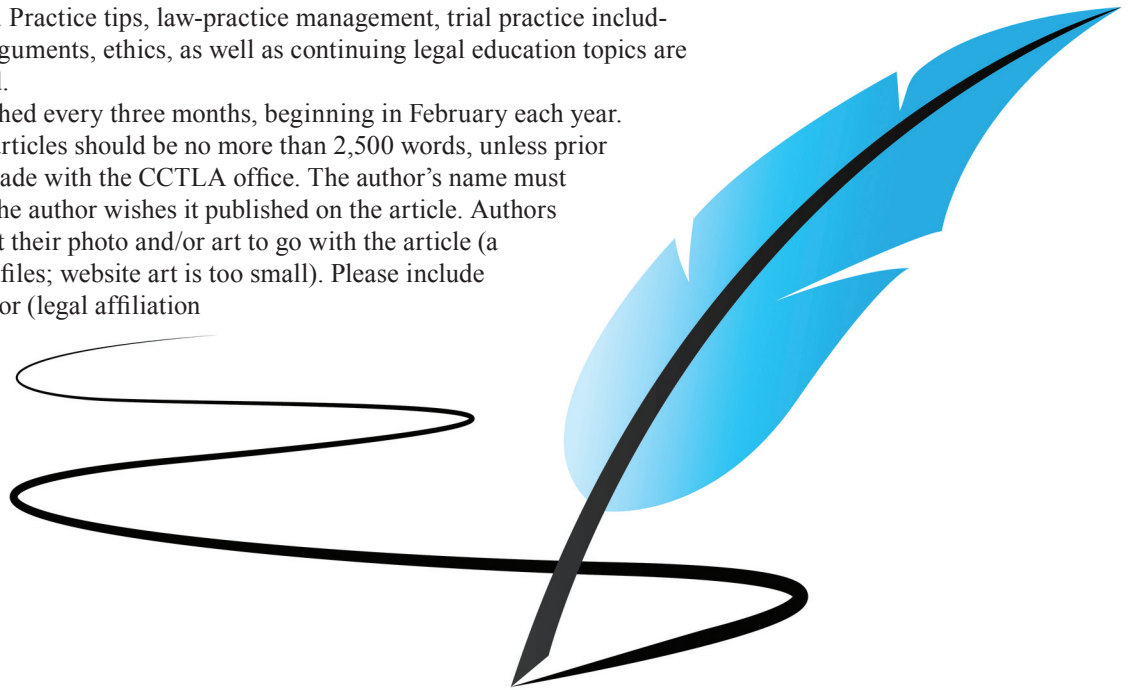 . Practice tips, law-practice management, trial practice includ-
guments, ethics, as well as continuing legal education topics are
l.
hed every three months, beginning in February each year.
articles should be no more than 2,500 words, unless prior
ade with the CCTLA office. The author’s name must
he author wishes it published on the article. Authors
t their photo and/or art to go with the article (a
files; website art is too small). Please include
or (legal affiliation